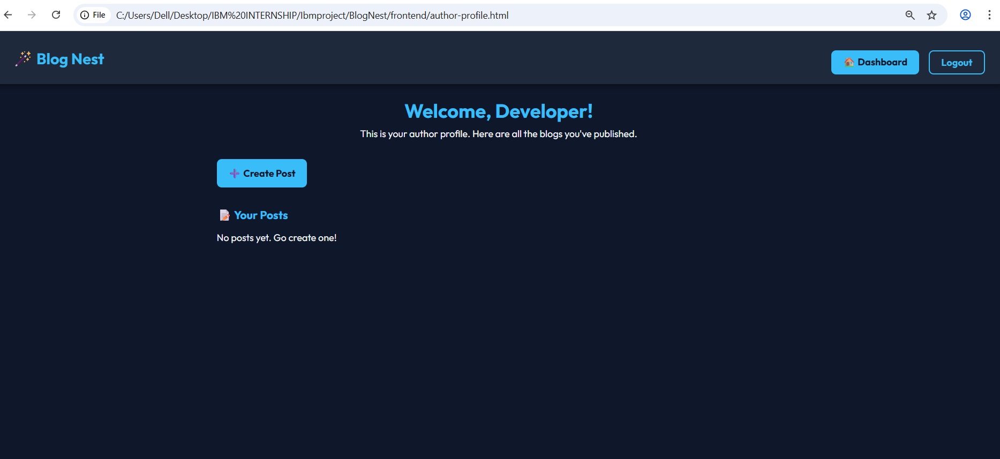 File C:/Users/Dell/Desktop/IBM%20INTERNSHIP/Ibmproject/BlogNest/frontend/author-profile.html
Blog Nest
Dashboard Logout
Welcome, Developer!
This is your author profile. Here are all the blogs you've published.
Create Post
Your Posts
No posts yet. Go create one!